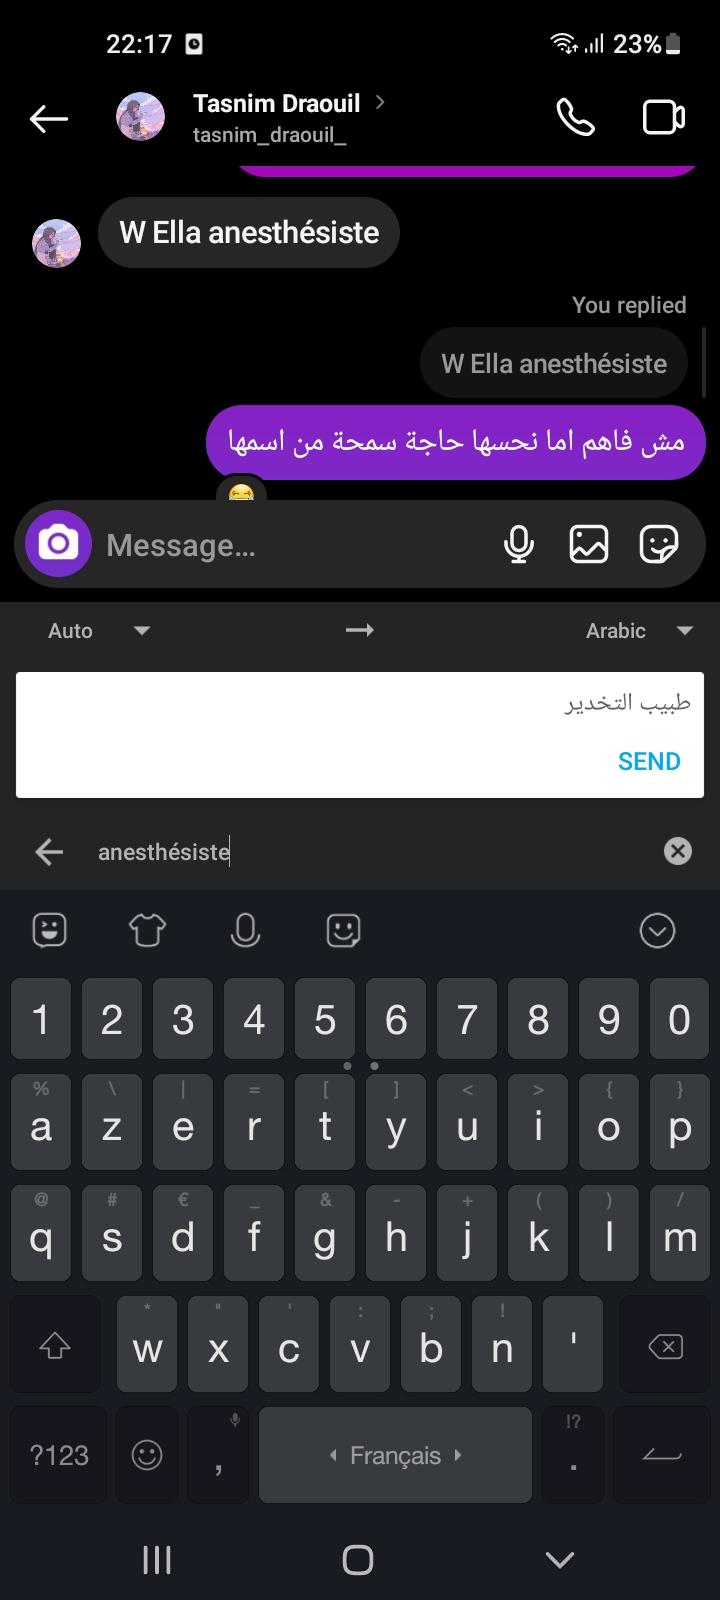 22:17
23%
Tasnim Draouil
tasnim_draouil_
W Ella anesthésiste
You replied
W Ella anesthésiste
مش فاهم اما نحسها حاجة سمحة من اسمها
😂
Message...
Auto → Arabic
طبيب التخدير
SEND
anesthésiste
1 2 3 4 5 6 7 8 9 0
% \ | = [ ] < > { }
a z e r t y u i o p
@ # € _ & - + ( ) /
q s d f g h j k l m
* " ' : ; !
w x c v b n '
!?
?123 , Français .